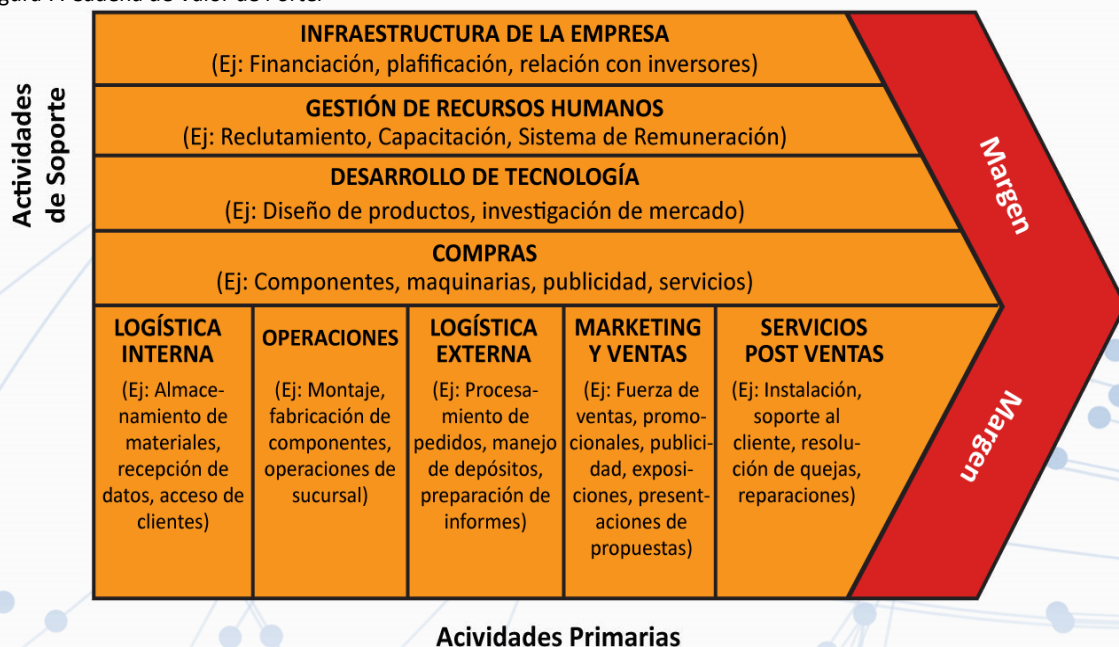 Cadena de Valor de Porter
INFRAESTRUCTURA DE LA EMPRESA
(Ej: Financiación, plafificación, relación con inversores)
GESTIÓN DE RECURSOS HUMANOS
(Ej: Reclutamiento, Capacitación, Sistema de Remuneración)
DESARROLLO DE TECNOLOGÍA
(Ej: Diseño de productos, investigación de mercado)
COMPRAS
(Ej: Componentes, maquinarias, publicidad, servicios)
Actividades
de Soporte
LOGÍSTICA
INTERNA
(Ej: Almace-
namiento de
materiales,
recepción de
datos, acceso de
clientes)
OPERACIONES
(Ej: Montaje,
fabricación de
componentes,
operaciones de
sucursal)
LOGÍSTICA
EXTERNA
(Ej: Procesa-
miento de
pedidos, manejo
de depósitos,
preparación de
informes)
MARKETING
Y VENTAS
(Ej: Fuerza de
ventas, promo-
cionales, publici-
dad, exposi-
ciones, present-
aciones de
propuestas)
SERVICIOS
POST VENTAS
(Ej: Instalación,
soporte al
cliente, resolu-
ción de quejas,
reparaciones)
Margen
Margen
Acividades Primarias